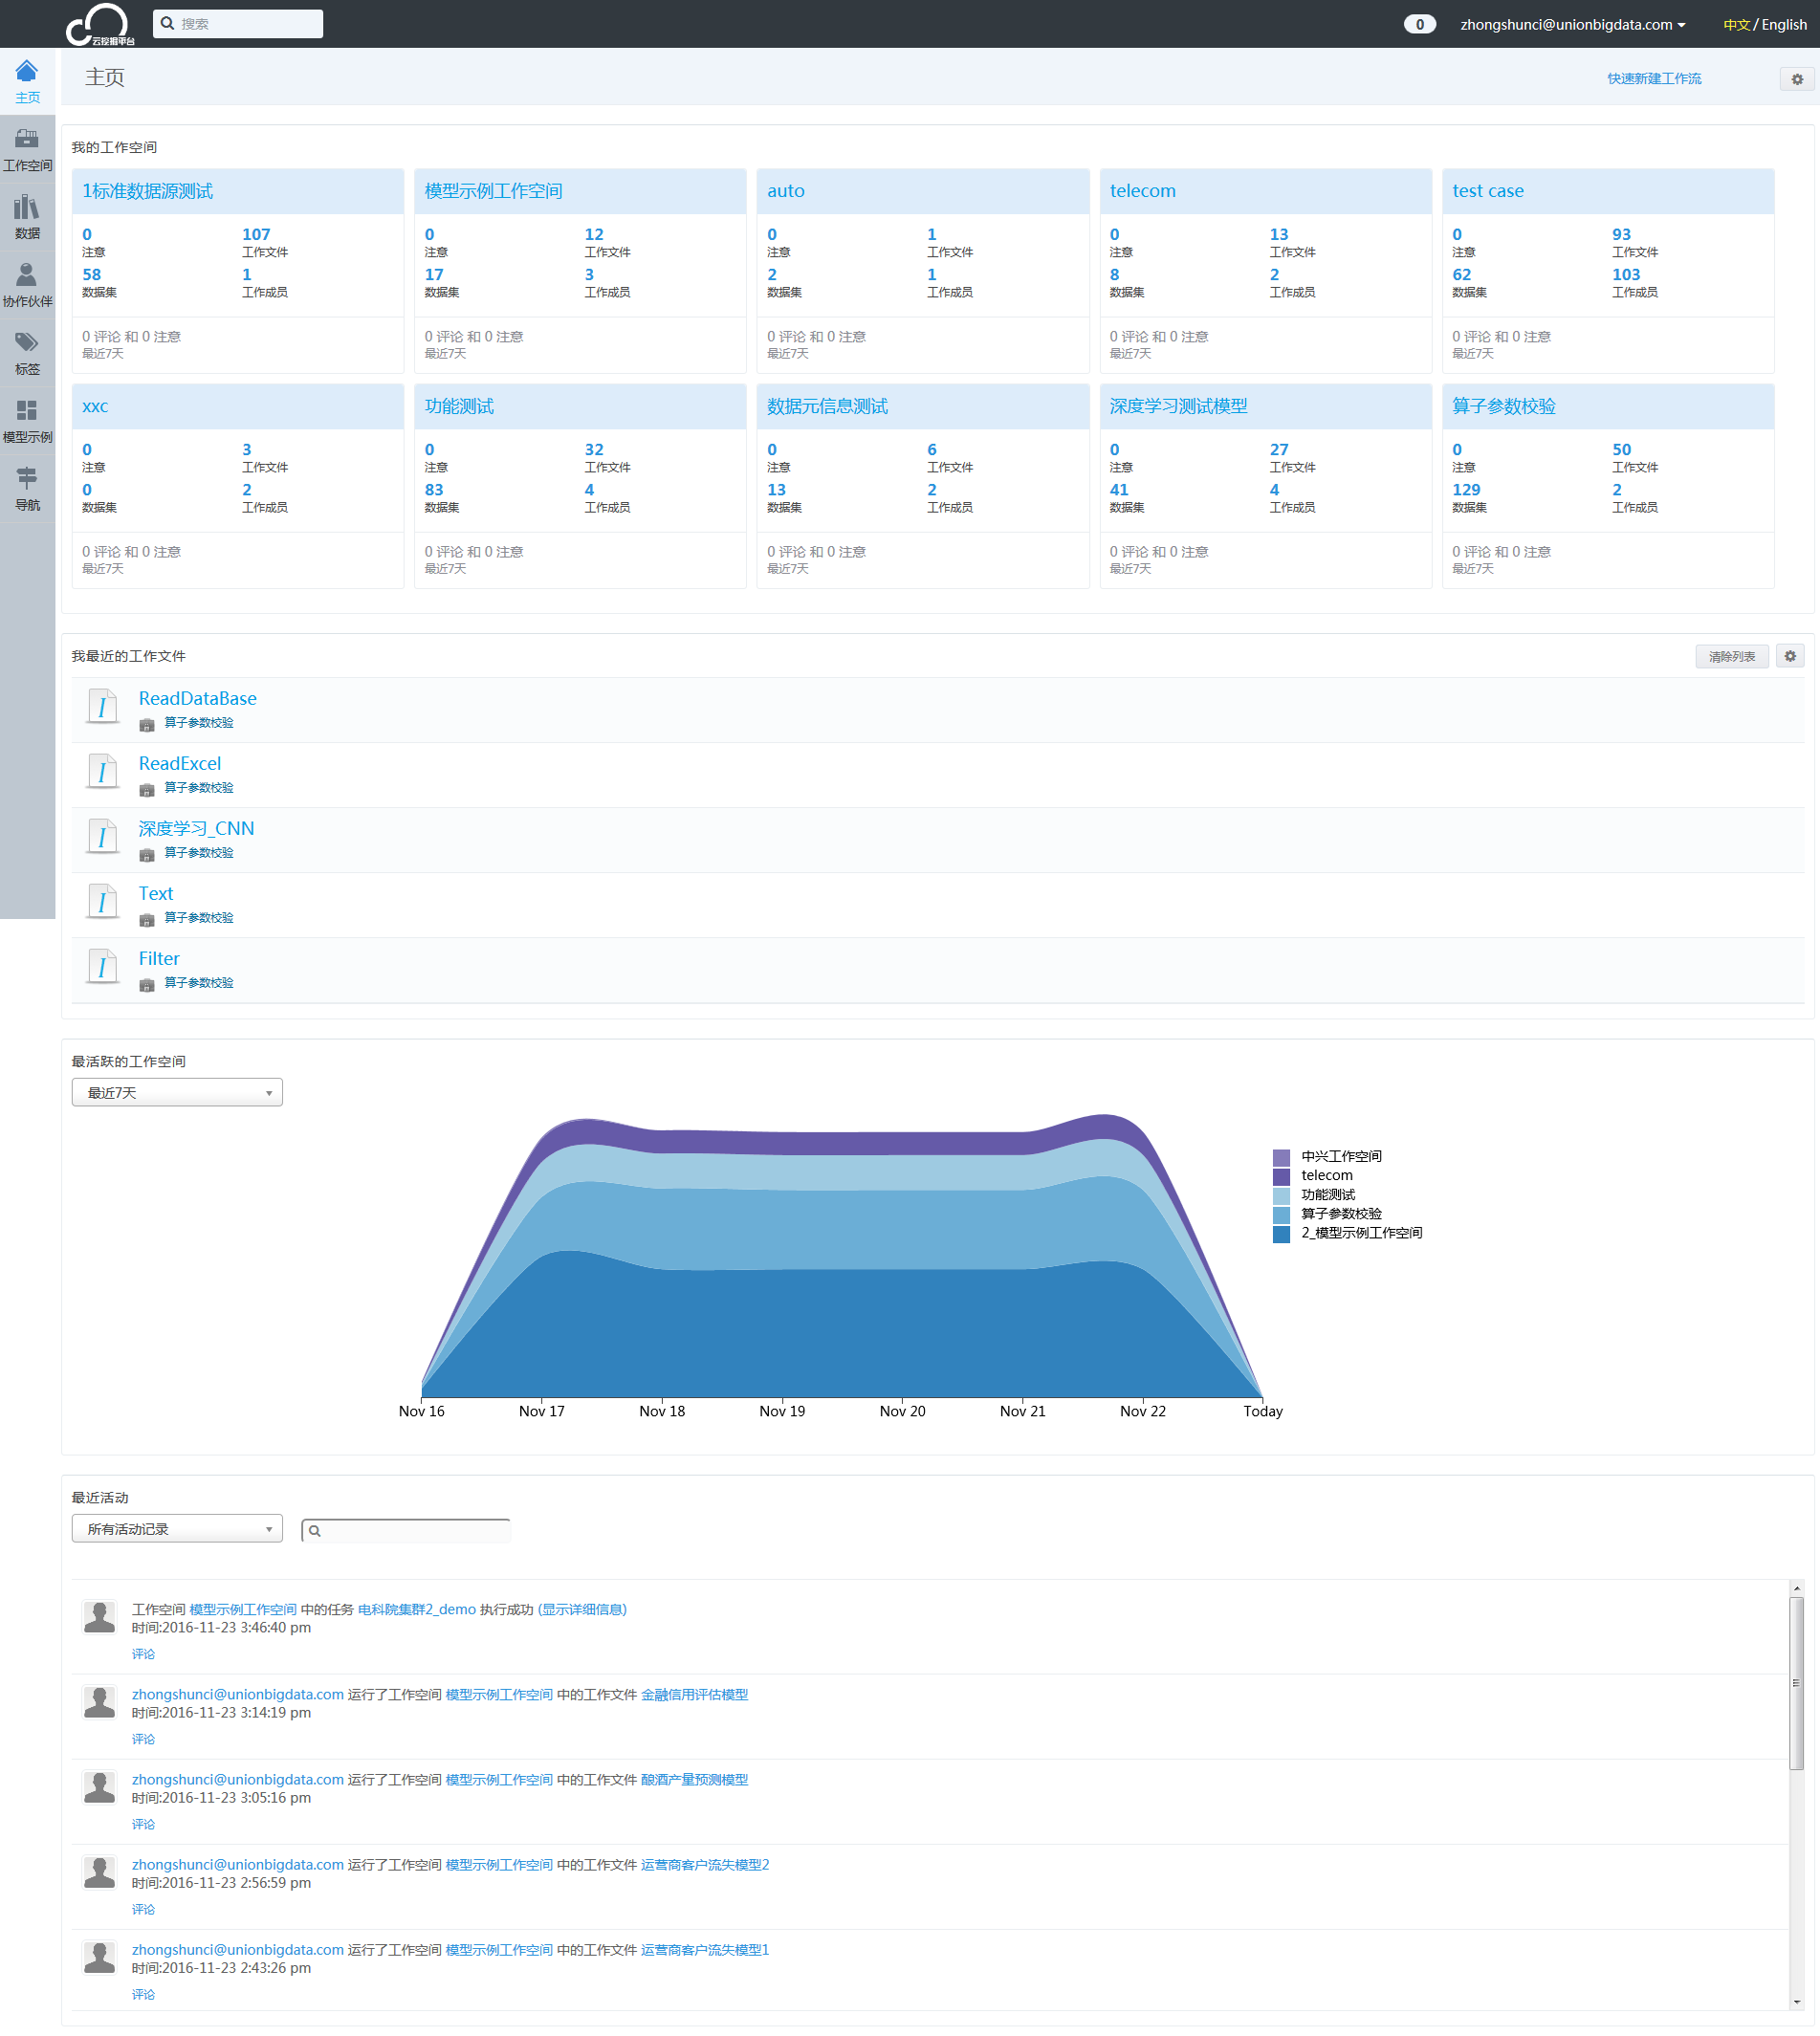 云挖掘平台
搜索
0
zhongshunci@unionbigdata.com
中文 / English
主页
工作空间
数据
协作伙伴
标签
模型示例
导航
主页
快速新建工作流
我的工作空间
1标准数据源测试
0 107
注意 工作文件
58 1
数据集 工作成员
0 评论 和 0 注意
最近7天
模型示例工作空间
0 12
注意 工作文件
17 3
数据集 工作成员
0 评论 和 0 注意
最近7天
auto
0 1
注意 工作文件
2 1
数据集 工作成员
0 评论 和 0 注意
最近7天
telecom
0 13
注意 工作文件
8 2
数据集 工作成员
0 评论 和 0 注意
最近7天
test case
0 93
注意 工作文件
62 103
数据集 工作成员
0 评论 和 0 注意
最近7天
xxc
0 3
注意 工作文件
0 2
数据集 工作成员
0 评论 和 0 注意
最近7天
功能测试
0 32
注意 工作文件
83 4
数据集 工作成员
0 评论 和 0 注意
最近7天
数据元信息测试
0 6
注意 工作文件
13 2
数据集 工作成员
0 评论 和 0 注意
最近7天
深度学习测试模型
0 27
注意 工作文件
41 4
数据集 工作成员
0 评论 和 0 注意
最近7天
算子参数校验
0 50
注意 工作文件
129 2
数据集 工作成员
0 评论 和 0 注意
最近7天
我最近的工作文件
清除列表
ReadDataBase
算子参数校验
ReadExcel
算子参数校验
深度学习_CNN
算子参数校验
Text
算子参数校验
Filter
算子参数校验
最活跃的工作空间
最近7天
中兴工作空间
telecom
功能测试
算子参数校验
2_模型示例工作空间
Nov 16 Nov 17 Nov 18 Nov 19 Nov 20 Nov 21 Nov 22 Today
最近活动
所有活动记录
工作空间 模型示例工作空间 中的任务 电科院集群2_demo 执行成功 (显示详细信息)
时间:2016-11-23 3:46:40 pm
评论
zhongshunci@unionbigdata.com 运行了工作空间 模型示例工作空间 中的工作文件 金融信用评估模型
时间:2016-11-23 3:14:19 pm
评论
zhongshunci@unionbigdata.com 运行了工作空间 模型示例工作空间 中的工作文件 酿酒产量预测模型
时间:2016-11-23 3:05:16 pm
评论
zhongshunci@unionbigdata.com 运行了工作空间 模型示例工作空间 中的工作文件 运营商客户流失模型2
时间:2016-11-23 2:56:59 pm
评论
zhongshunci@unionbigdata.com 运行了工作空间 模型示例工作空间 中的工作文件 运营商客户流失模型1
时间:2016-11-23 2:43:26 pm
评论